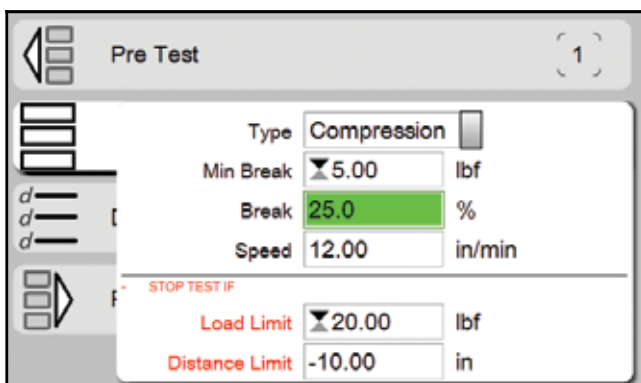 Pre Test 1
Type Compression
Min Break 5.00 lbf
Break 25.0 %
Speed 12.00 in/min
STOP TEST IF
Load Limit 20.00 lbf
Distance Limit -10.00 in
d
d
d